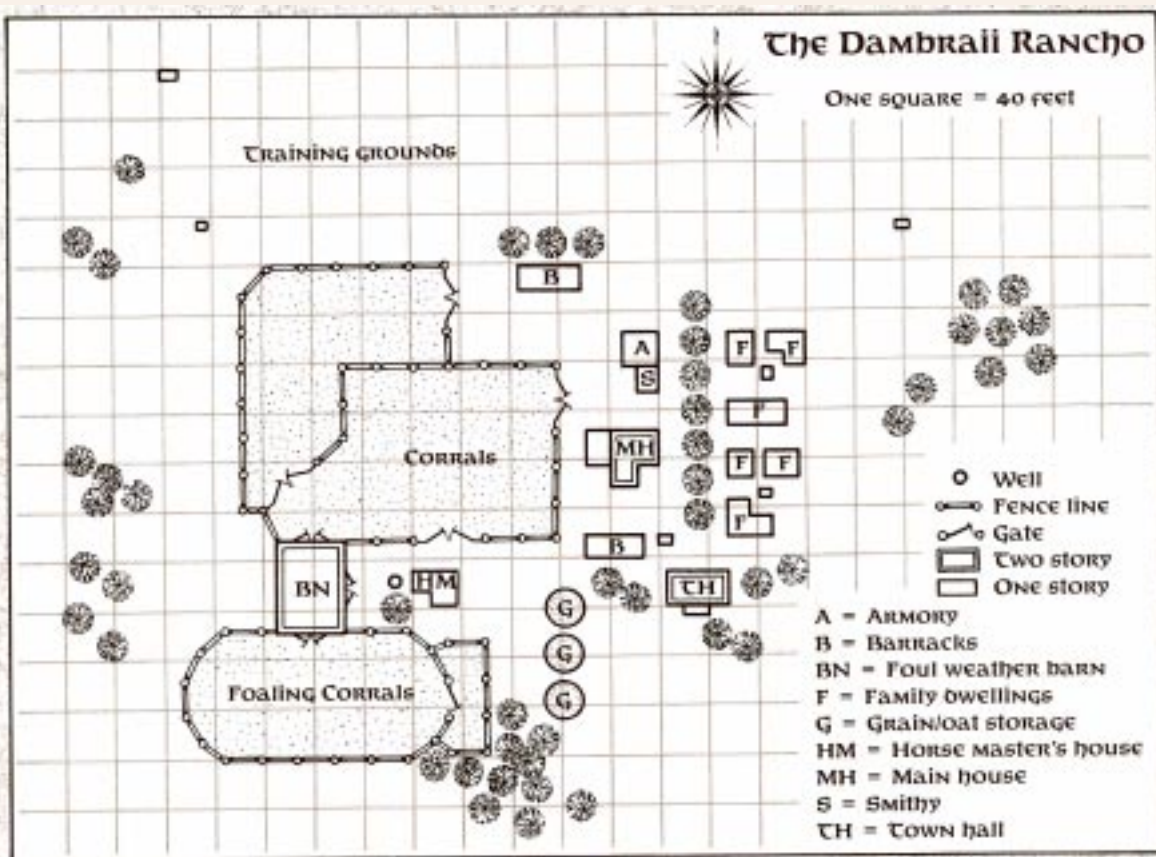 The Dambraii Rancho
One square = 40 feet
Training grounds
B
A
F
F
S
F
Corrals
MH
F
F
F
B
BN
HM
TH
G
G
G
Foaling Corrals
Well
Fence line
Gate
Two story
One story
A = Armory
B = Barracks
BN = Foul weather barn
F = Family dwellings
G = Grain/oat storage
HM = Horse master's house
MH = Main house
S = Smithy
TH = Town hall